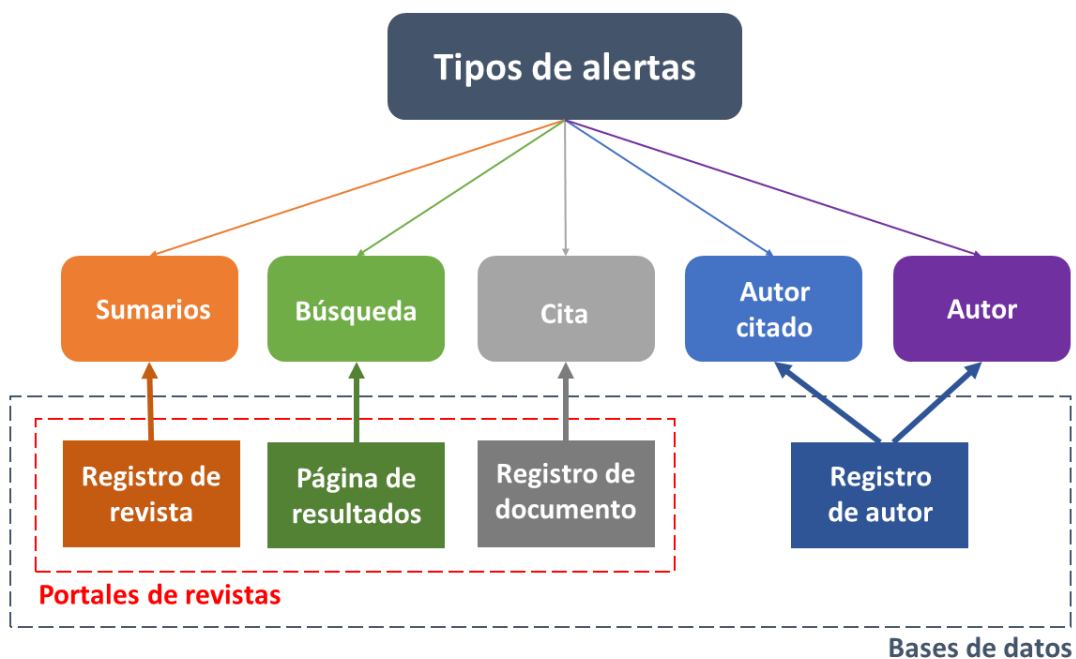 Tipos de alertas
Sumarios
Búsqueda
Cita
Autor
citado
Autor
Registro de
revista
Página de
resultados
Registro de
documento
Registro
de autor
Portales de revistas
Bases de datos